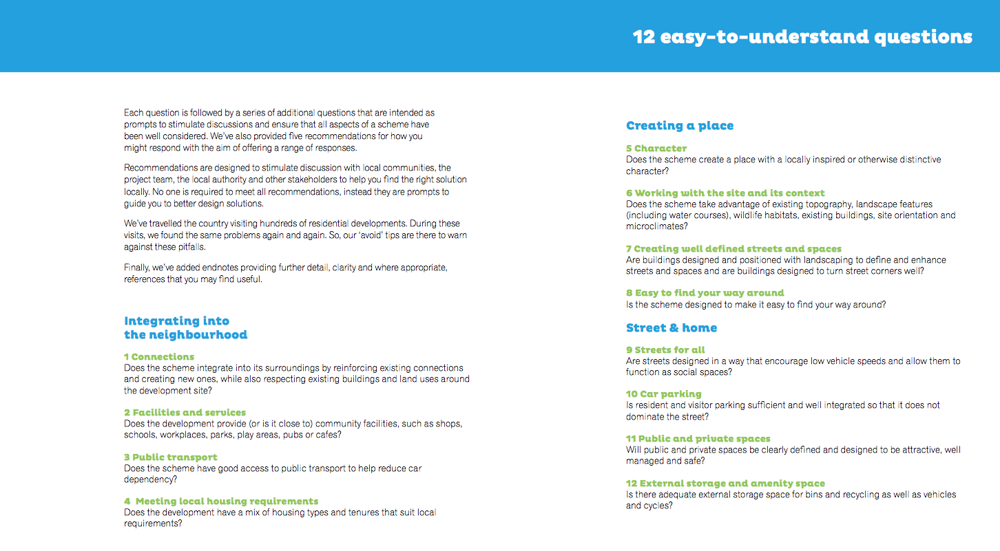 12 easy-to-understand questions
Each question is followed by a series of additional questions that are intended as
prompts to stimulate discussions and ensure that all aspects of a scheme have
been well considered. We've also provided five recommendations for how you
might respond with the aim of offering a range of responses.
Recommendations are designed to stimulate discussion with local communities, the
project team, the local authority and other stakeholders to help you find the right solution
locally. No one is required to meet all recommendations, instead they are prompts to
guide you to better design solutions.
We've travelled the country visiting hundreds of residential developments. During these
visits, we found the same problems again and again. So, our 'avoid' tips are there to warn
against these pitfalls.
Finally, we've added endnotes providing further detail, clarity and where appropriate,
references that you may find useful.
Integrating into
the neighbourhood
1 Connections
Does the scheme integrate into its surroundings by reinforcing existing connections
and creating new ones, while also respecting existing buildings and land uses around
the development site?
2 Facilities and services
Does the development provide (or is it close to) community facilities, such as shops,
schools, workplaces, parks, play areas, pubs or cafes?
3 Public transport
Does the scheme have good access to public transport to help reduce car
dependency?
4 Meeting local housing requirements
Does the development have a mix of housing types and tenures that suit local
requirements?
Creating a place
5 Character
Does the scheme create a place with a locally inspired or otherwise distinctive
character?
6 Working with the site and its context
Does the scheme take advantage of existing topography, landscape features
(including water courses), wildlife habitats, existing buildings, site orientation and
microclimates?
7 Creating well defined streets and spaces
Are buildings designed and positioned with landscaping to define and enhance
streets and spaces and are buildings designed to turn street corners well?
8 Easy to find your way around
Is the scheme designed to make it easy to find your way around?
Street & home
9 Streets for all
Are streets designed in a way that encourage low vehicle speeds and allow them to
function as social spaces?
10 Car parking
Is resident and visitor parking sufficient and well integrated so that it does not
dominate the street?
11 Public and private spaces
Will public and private spaces be clearly defined and designed to be attractive, well
managed and safe?
12 External storage and amenity space
Is there adequate external storage space for bins and recycling as well as vehicles
and cycles?